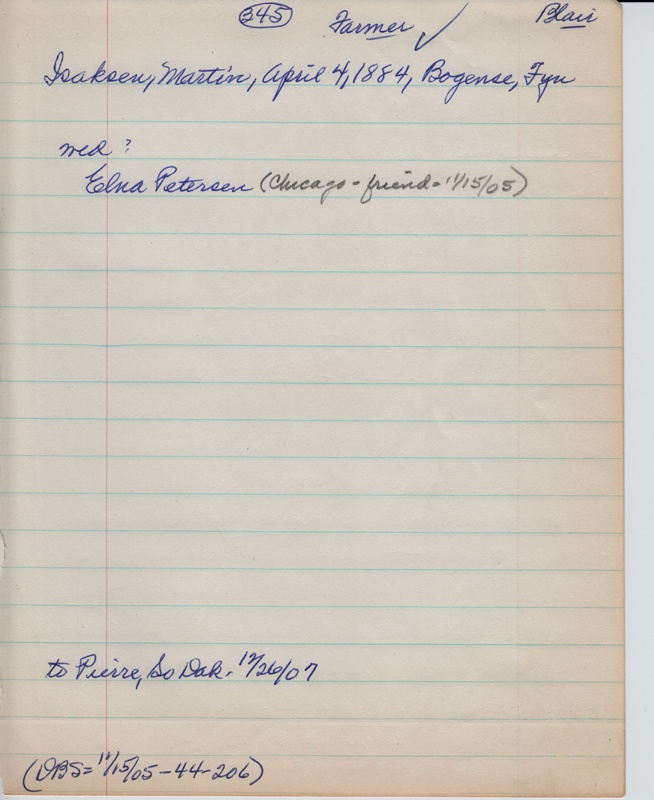 345 Farmer ✓ Blair
Isaksen, Martin, April 4, 1884, Bogense, Fyn
wed?
Edna Petersen (Chicago - friend - 11/15/05)
to Pierre, So Dak. 12/26/07
(DBS = 11/15/05 - 44 - 206)